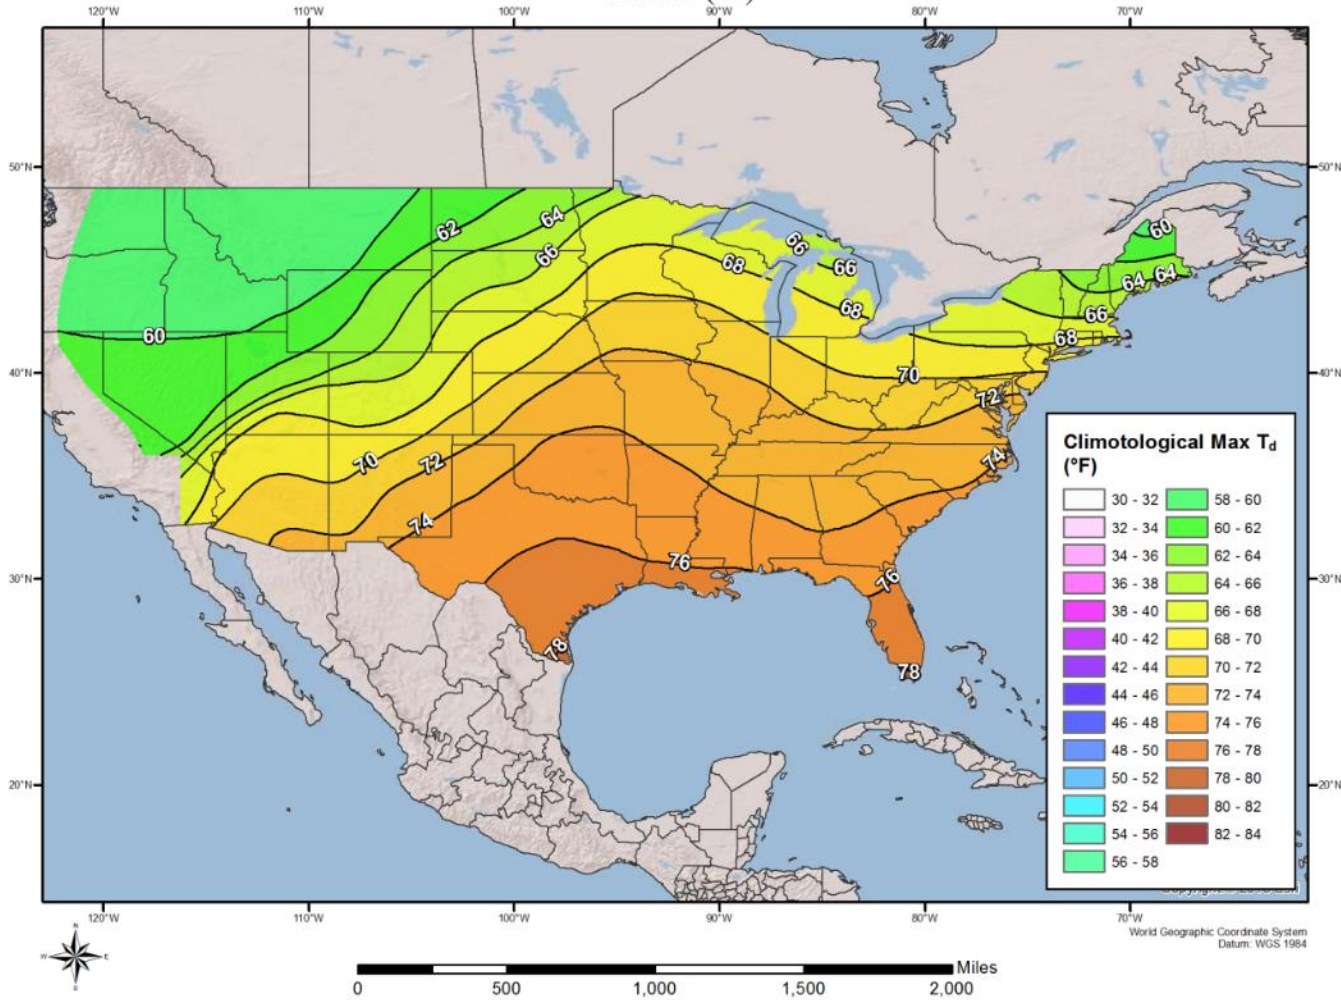 120°W 110°W 100°W 90°W 80°W 70°W
50°N 50°N
40°N 40°N
30°N 30°N
20°N 20°N
60
62
64
66
68
66
66
68
70
72
74
70
72
74
76
76
78
78
60
64
64
66
68
Climotological Max Td
(ºF)
30 - 32 58 - 60
32 - 34 60 - 62
34 - 36 62 - 64
36 - 38 64 - 66
38 - 40 66 - 68
40 - 42 68 - 70
42 - 44 70 - 72
44 - 46 72 - 74
46 - 48 74 - 76
48 - 50 76 - 78
50 - 52 78 - 80
52 - 54 80 - 82
54 - 56 82 - 84
56 - 58
120°W 110°W 100°W 90°W 80°W 70°W
World Geographic Coordinate System
Datum: WGS 1984
N
W E
S
Miles
0 500 1,000 1,500 2,000